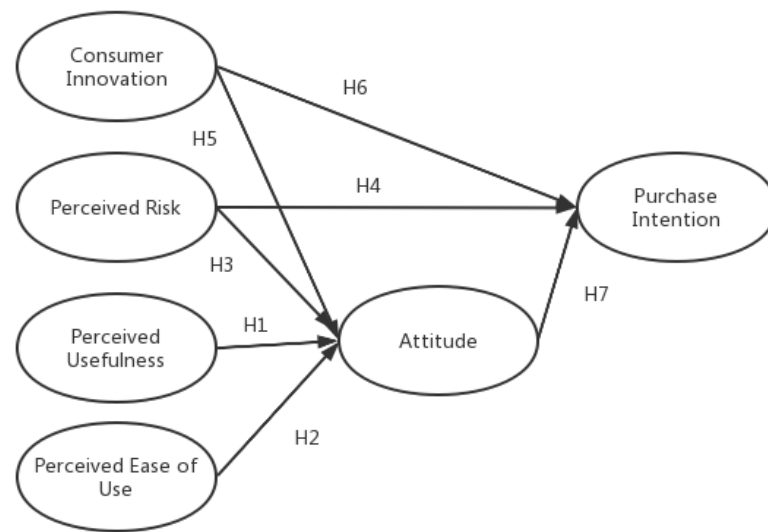 Consumer
Innovation
H6
H5
Perceived Risk
H4
Purchase
Intention
H3
H7
Perceived
Usefulness
H1
Attitude
H2
Perceived Ease of
Use